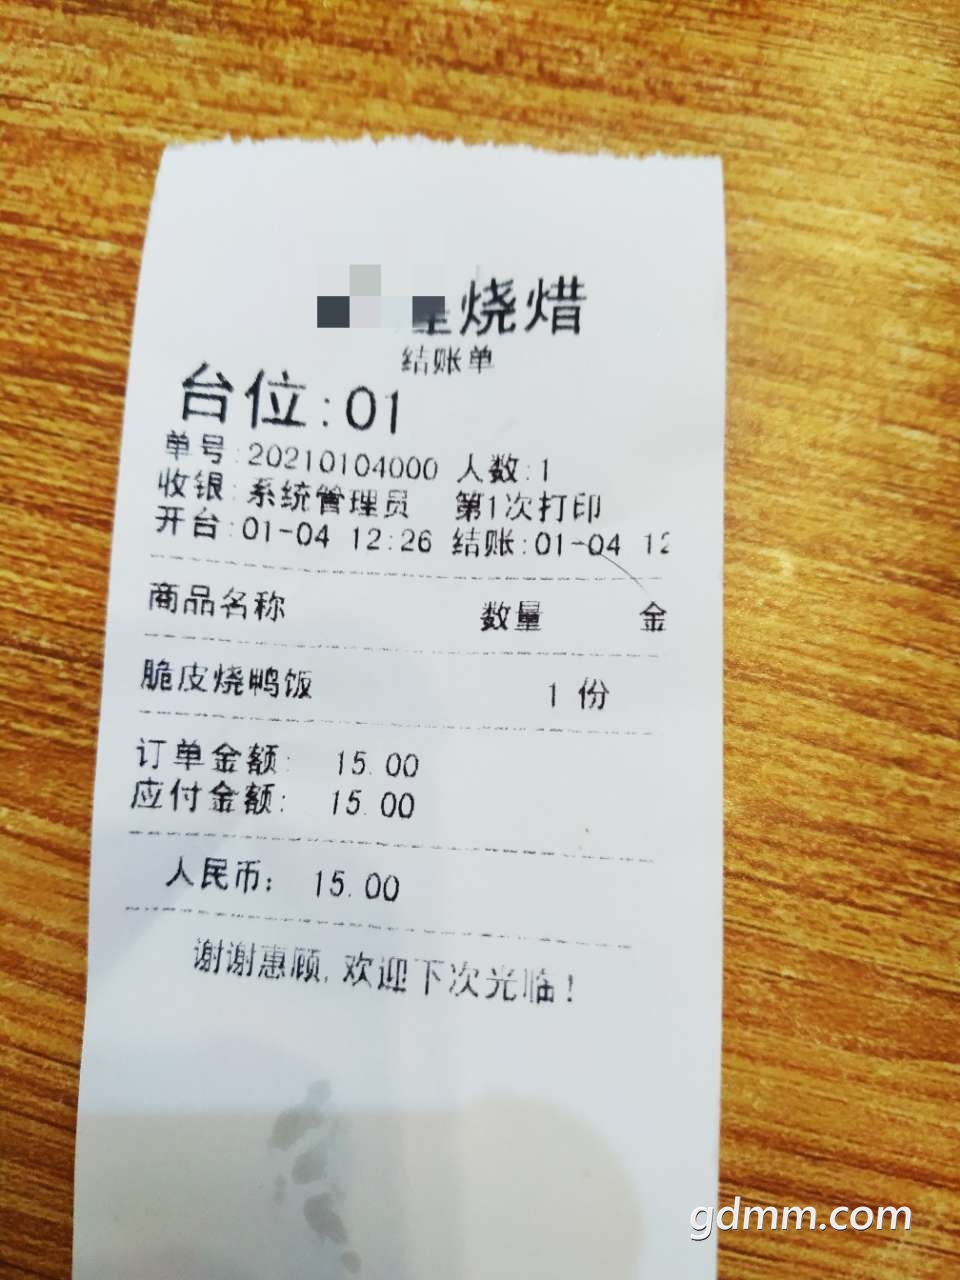 烧腊
结账单
台位:01
单号:20210104000 人数:1
收银:系统管理员 第1次打印
开台:01-04 12:26 结账:01-04 12
商品名称 数量 金
脆皮烧鸭饭 1 份
订单金额: 15.00
应付金额: 15.00
人民币: 15.00
谢谢惠顾,欢迎下次光临!
gdmm.com